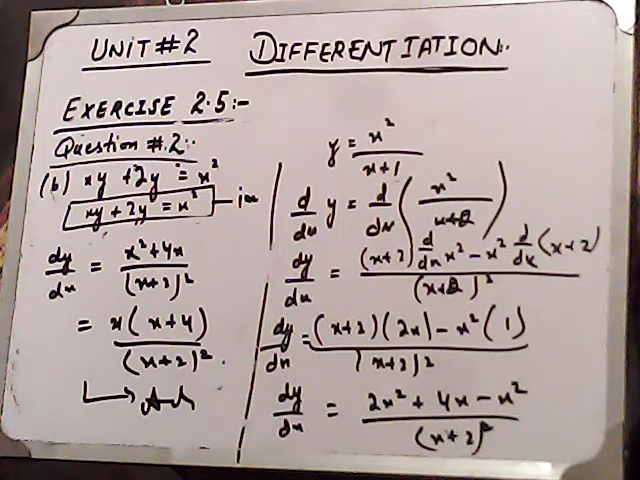 UNIT # 2 DIFFERENTIATION:.
EXERCISE 2.5:-
Question #.2:.
(b) xy + 2y = x²
xy + 2y = x²
dy/dx = x² + 4x / (x+2)²
= x(x+4) / (x+2)².
↳ Ans
y = x² / x+1
d/dx y = d/dx (x² / x+2)
dy/dx = (x+2) d/dx x² - x² d/dx (x+2) / (x+2)²
dy/dx = (x+2)(2x) - x²(1) / (x+2)²
dy/dx = 2x² + 4x - x² / (x+2)²